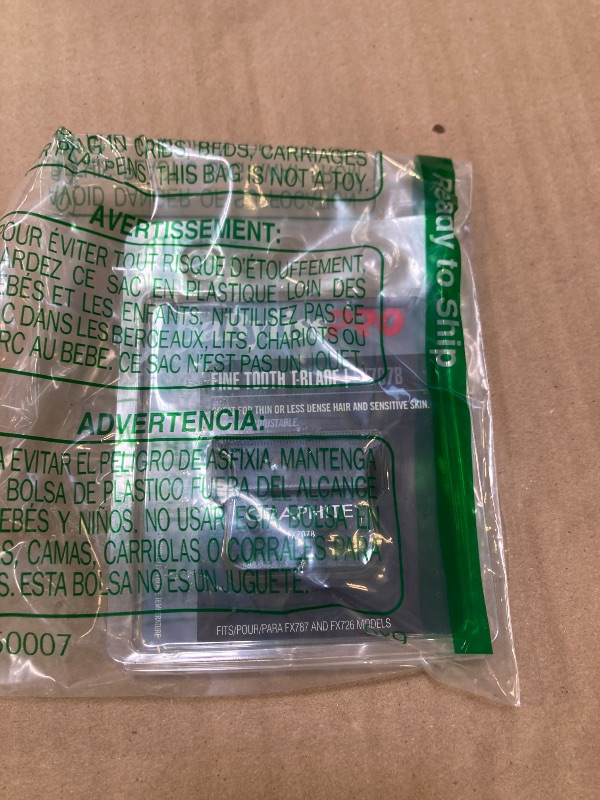 IN CRIBS, BEDS, CARRIAGES
PLAYPENS. THIS BAG IS NOT A TOY.
AVERTISSEMENT:
POUR ÉVITER TOUT RISQUE D'ÉTOUFFEMENT,
GARDEZ CE SAC EN PLASTIQUE LOIN DES
BÉBÉS ET LES ENFANTS. N'UTILISEZ PAS CE
SAC DANS LES BERCEAUX, LITS, CHARIOTS OU
PARC AU BEBE. CE SAC N'EST PAS UN JOUET.
ADVERTENCIA:
A EVITAR EL PELIGRO DE ASFIXIA, MANTENGA
BOLSA DE PLASTICO FUERA DEL ALCANCE
BEBÉS Y NIÑOS. NO USAR ESTA BOLSA EN
S, CAMAS, CARRIOLAS O CORRALES PARA
S. ESTA BOLSA NO ES UN JUGUETE.
50007
Ready to Ship
PRO
FINE TOOTH T-BLADE
FOR THIN OR LESS DENSE HAIR AND SENSITIVE SKIN.
GRAPHITE
FITS/POUR/PARA FX787 AND FX726 MODELS